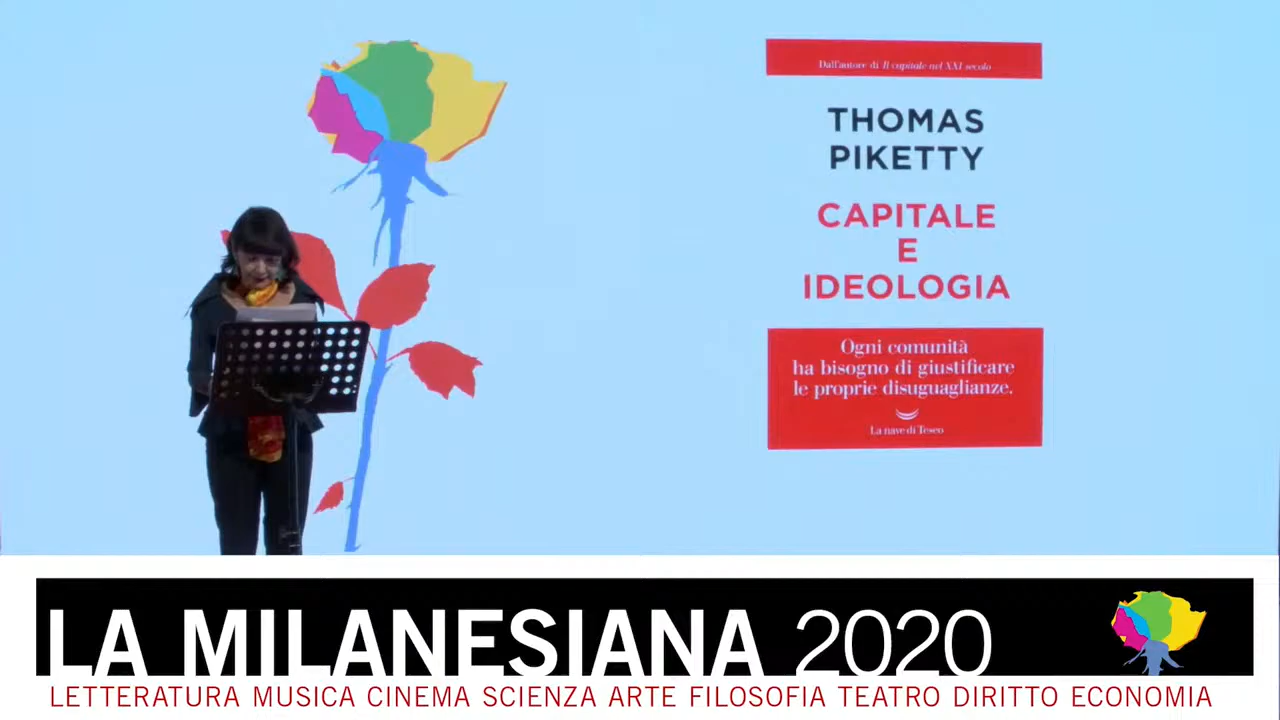 Dall'autore di Il capitale nel XXI secolo
THOMAS
PIKETTY
CAPITALE
E
IDEOLOGIA
Ogni comunità
ha bisogno di giustificare
le proprie disuguaglianze.
La nave di Teseo
LA MILANESIANA 2020
LETTERATURA MUSICA CINEMA SCIENZA ARTE FILOSOFIA TEATRO DIRITTO ECONOMIA